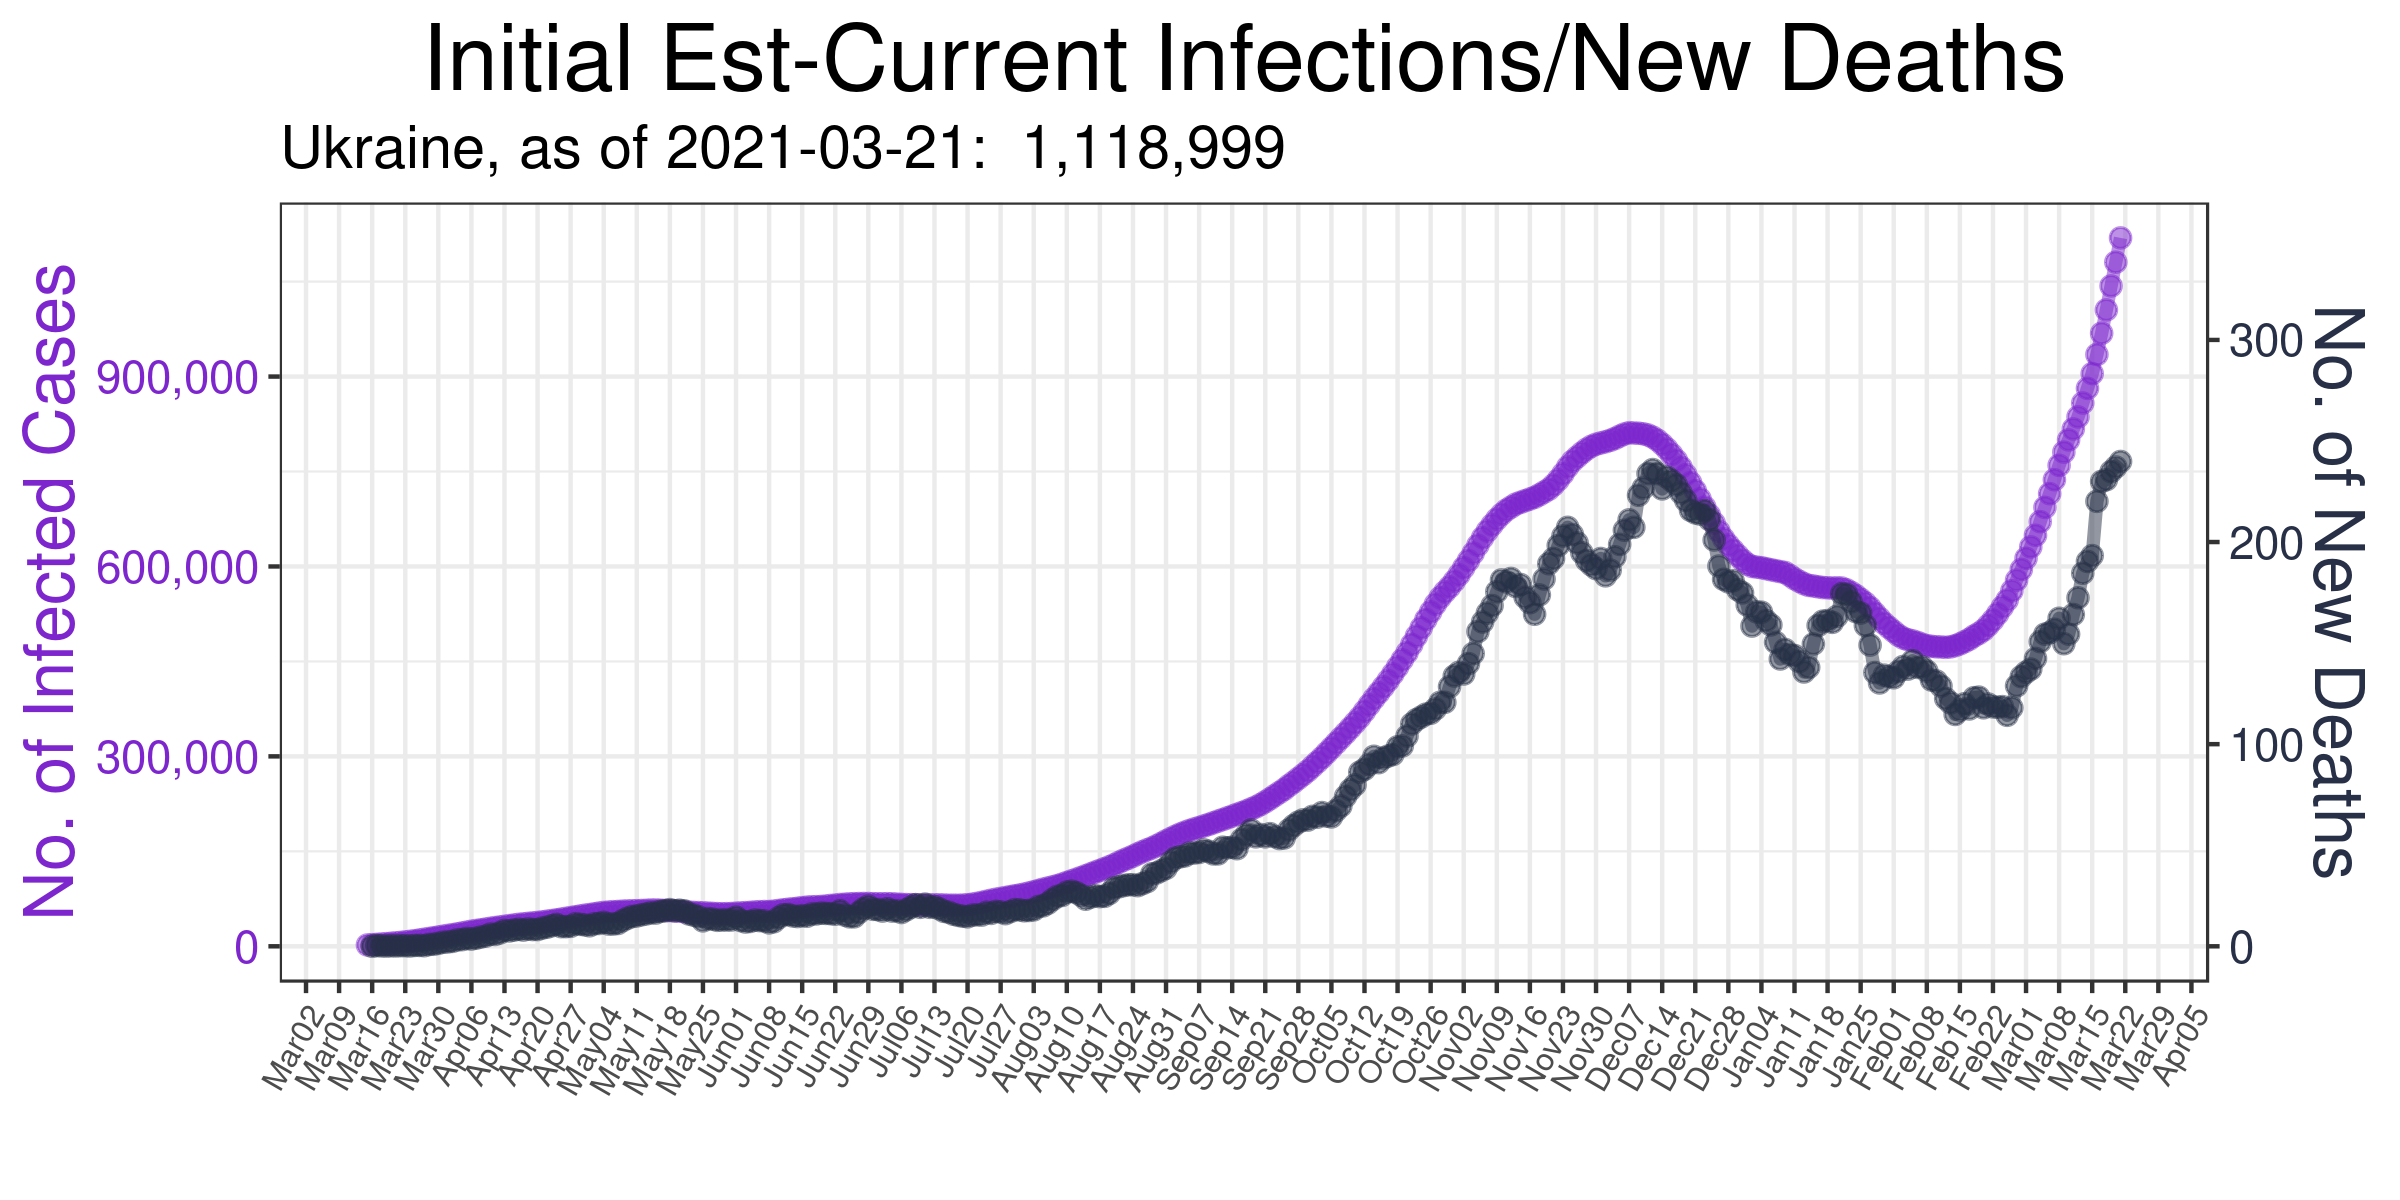 Initial Est-Current Infections/New Deaths
Ukraine, as of 2021-03-21:  1,118,999
No. of Infected Cases
900,000
600,000
300,000
0
300
200
100
0
No. of New Deaths
Mar02
Mar09
Mar16
Mar23
Mar30
Apr06
Apr13
Apr20
Apr27
May04
May11
May18
May25
Jun01
Jun08
Jun15
Jun22
Jun29
Jul06
Jul13
Jul20
Jul27
Aug03
Aug10
Aug17
Aug24
Aug31
Sep07
Sep14
Sep21
Sep28
Oct05
Oct12
Oct19
Oct26
Nov02
Nov09
Nov16
Nov23
Nov30
Dec07
Dec14
Dec21
Dec28
Jan04
Jan11
Jan18
Jan25
Feb01
Feb08
Feb15
Feb22
Mar01
Mar08
Mar15
Mar22
Mar29
Apr05